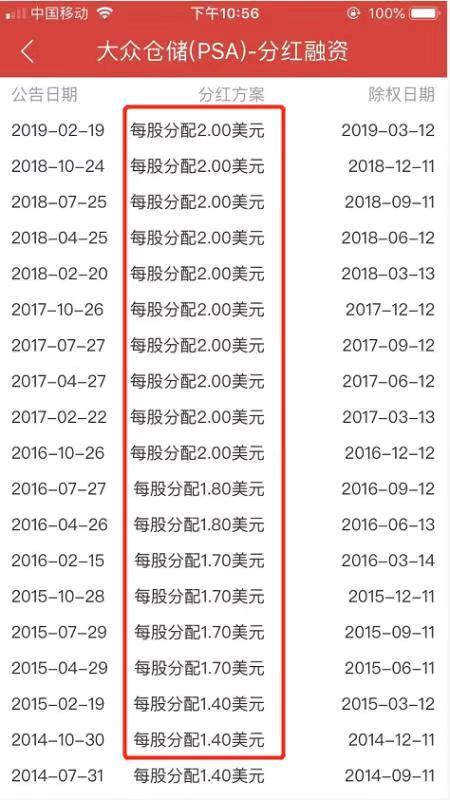 中国移动 下午10:56 100%
大众仓储(PSA)-分红融资
公告日期 分红方案 除权日期
2019-02-19 每股分配2.00美元 2019-03-12
2018-10-24 每股分配2.00美元 2018-12-11
2018-07-25 每股分配2.00美元 2018-09-11
2018-04-25 每股分配2.00美元 2018-06-12
2018-02-20 每股分配2.00美元 2018-03-13
2017-10-26 每股分配2.00美元 2017-12-12
2017-07-27 每股分配2.00美元 2017-09-12
2017-04-27 每股分配2.00美元 2017-06-12
2017-02-22 每股分配2.00美元 2017-03-13
2016-10-26 每股分配2.00美元 2016-12-12
2016-07-27 每股分配1.80美元 2016-09-12
2016-04-26 每股分配1.80美元 2016-06-13
2016-02-15 每股分配1.70美元 2016-03-14
2015-10-28 每股分配1.70美元 2015-12-11
2015-07-29 每股分配1.70美元 2015-09-11
2015-04-29 每股分配1.70美元 2015-06-11
2015-02-19 每股分配1.40美元 2015-03-12
2014-10-30 每股分配1.40美元 2014-12-11
2014-07-31 每股分配1.40美元 2014-09-11